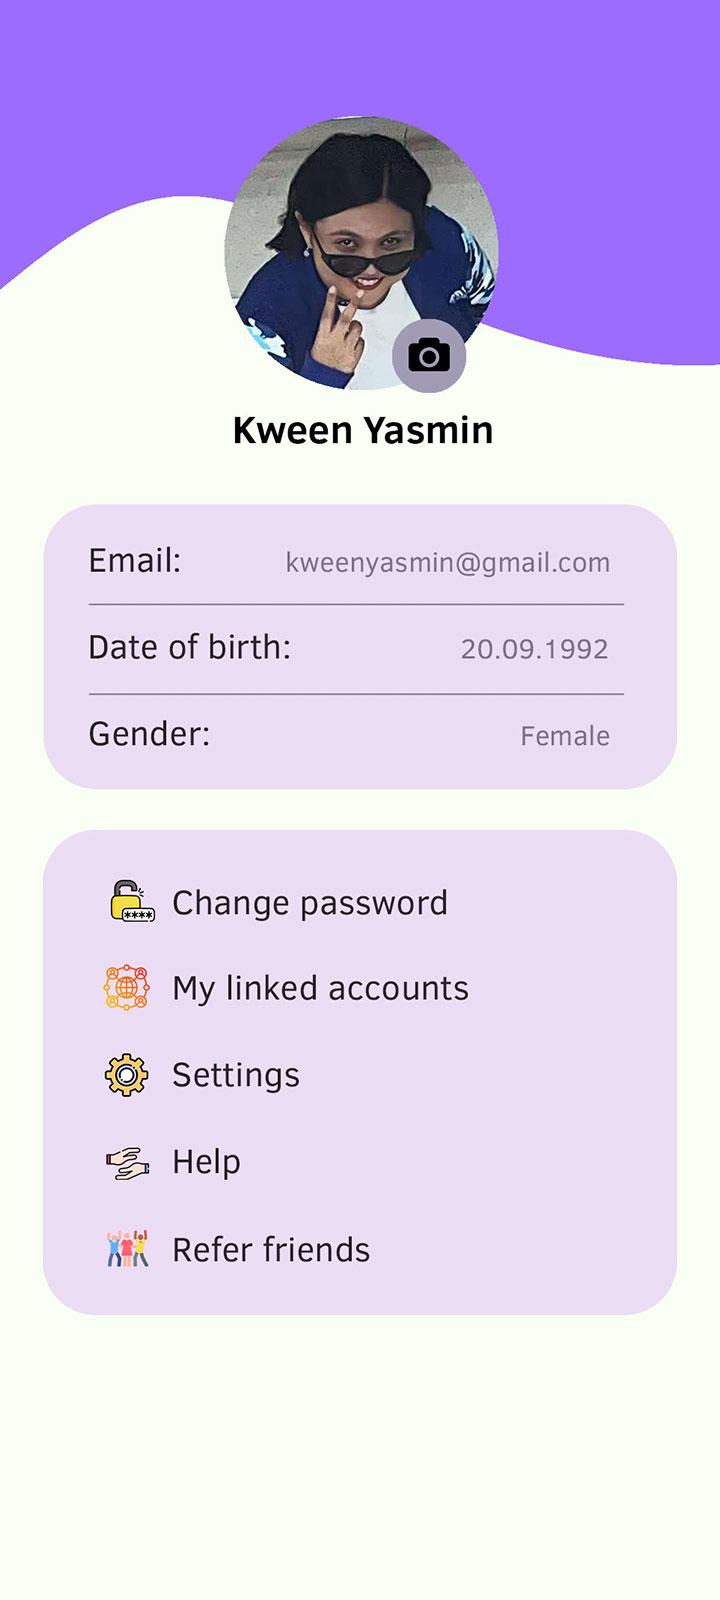 Kween Yasmin
Email: kweenyasmin@gmail.com
Date of birth: 20.09.1992
Gender: Female
****
Change password
My linked accounts
Settings
Help
Refer friends